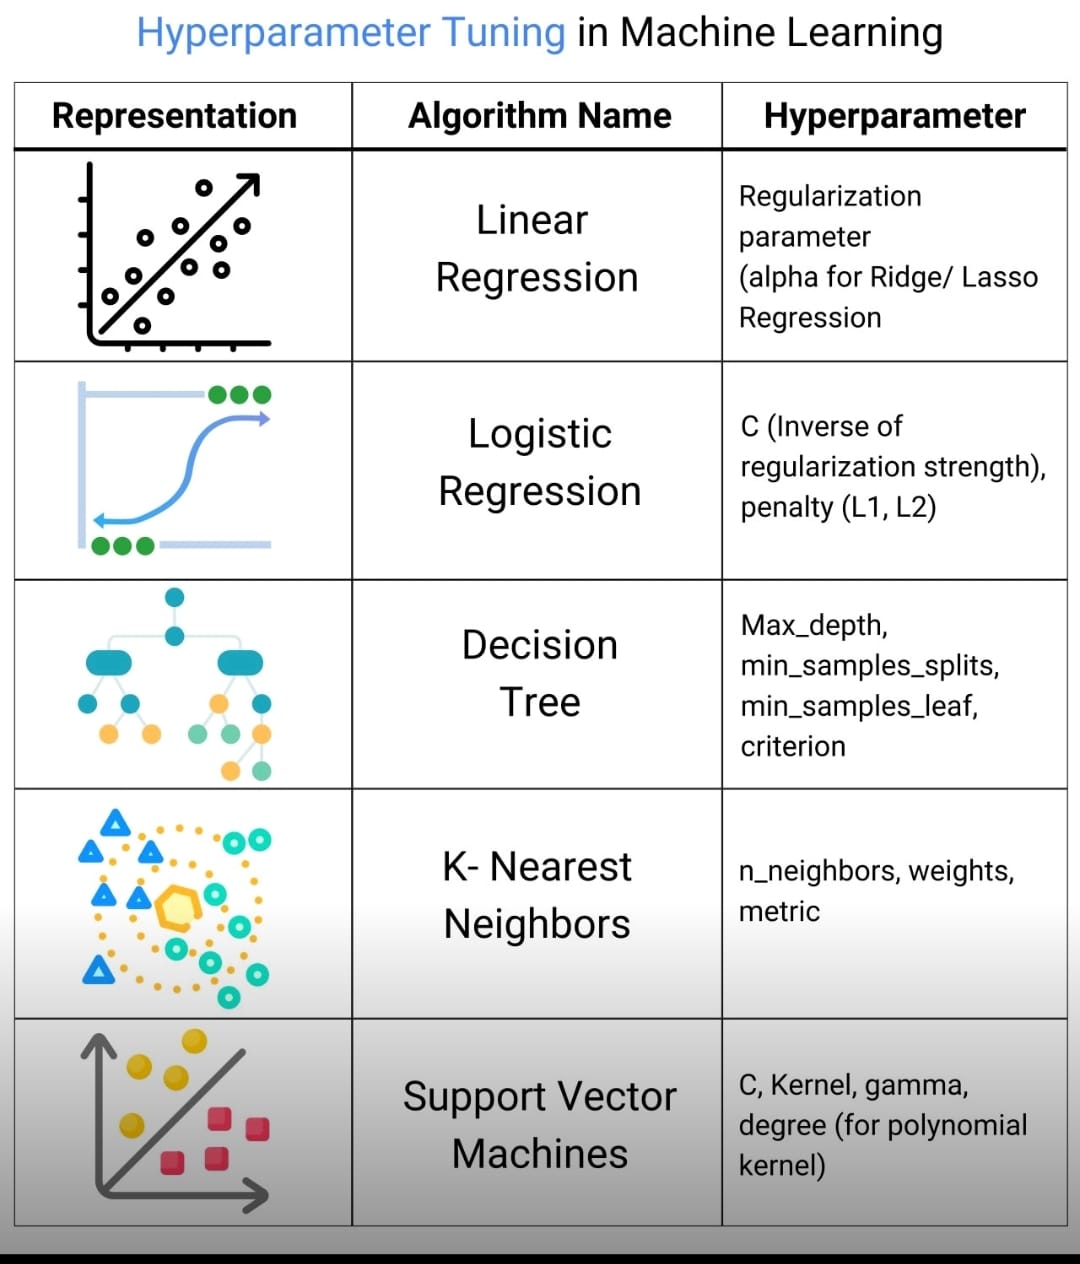 Hyperparameter Tuning in Machine Learning
Representation
Algorithm Name
Hyperparameter
Linear
Regression
Regularization
parameter
(alpha for Ridge/ Lasso
Regression
Logistic
Regression
C (Inverse of
regularization strength),
penalty (L1, L2)
Decision
Tree
Max_depth,
min_samples_splits,
min_samples_leaf,
criterion
K- Nearest
Neighbors
n_neighbors, weights,
metric
Support Vector
Machines
C, Kernel, gamma,
degree (for polynomial
kernel)